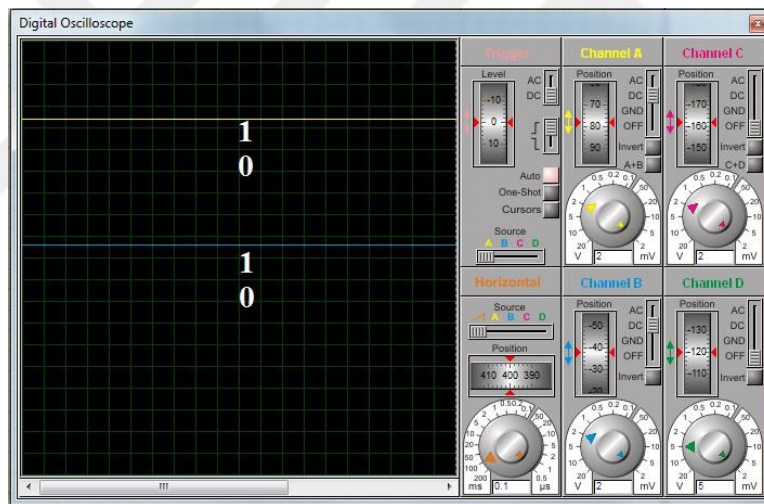 Digital Oscilloscope
1
0
1
0
Trigger
Level
-10
0
10
AC
DC
Auto
One-Shot
Cursors
Source
A B C D
Channel A
Position
70
80
90
AC
DC
GND
OFF
Invert
A+B
V 2 mV
Channel C
Position
-170
-160
-150
AC
DC
GND
OFF
Invert
C+D
V 2 mV
Horizontal
Source
A B C D
Position
410 400 390
ms 0.1 µs
Channel B
Position
-50
-40
-30
AC
DC
GND
OFF
Invert
V 2 mV
Channel D
Position
-130
-120
-110
AC
DC
GND
OFF
Invert
V 5 mV